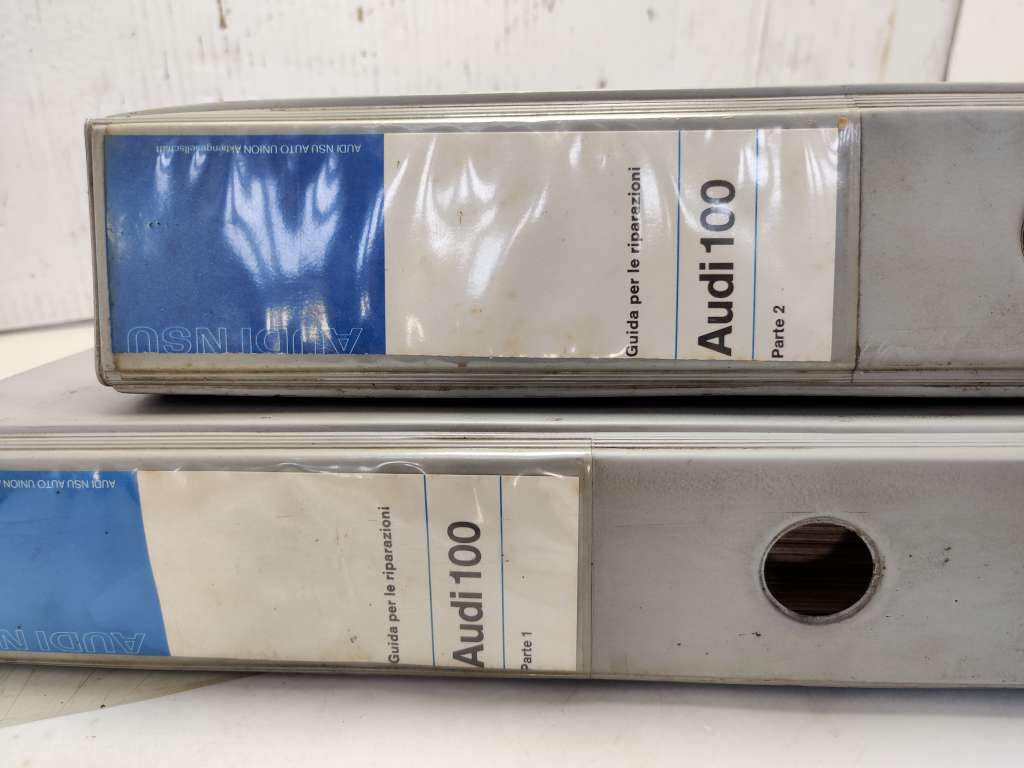 AUDI NSU AUTO UNION Aktiengesellschaft
AUDI NSU
Guida per le riparazioni
Audi 100
Parte 2
AUDI NSU AUTO UNION
AUDI N
Guida per le riparazioni
Audi 100
Parte 1